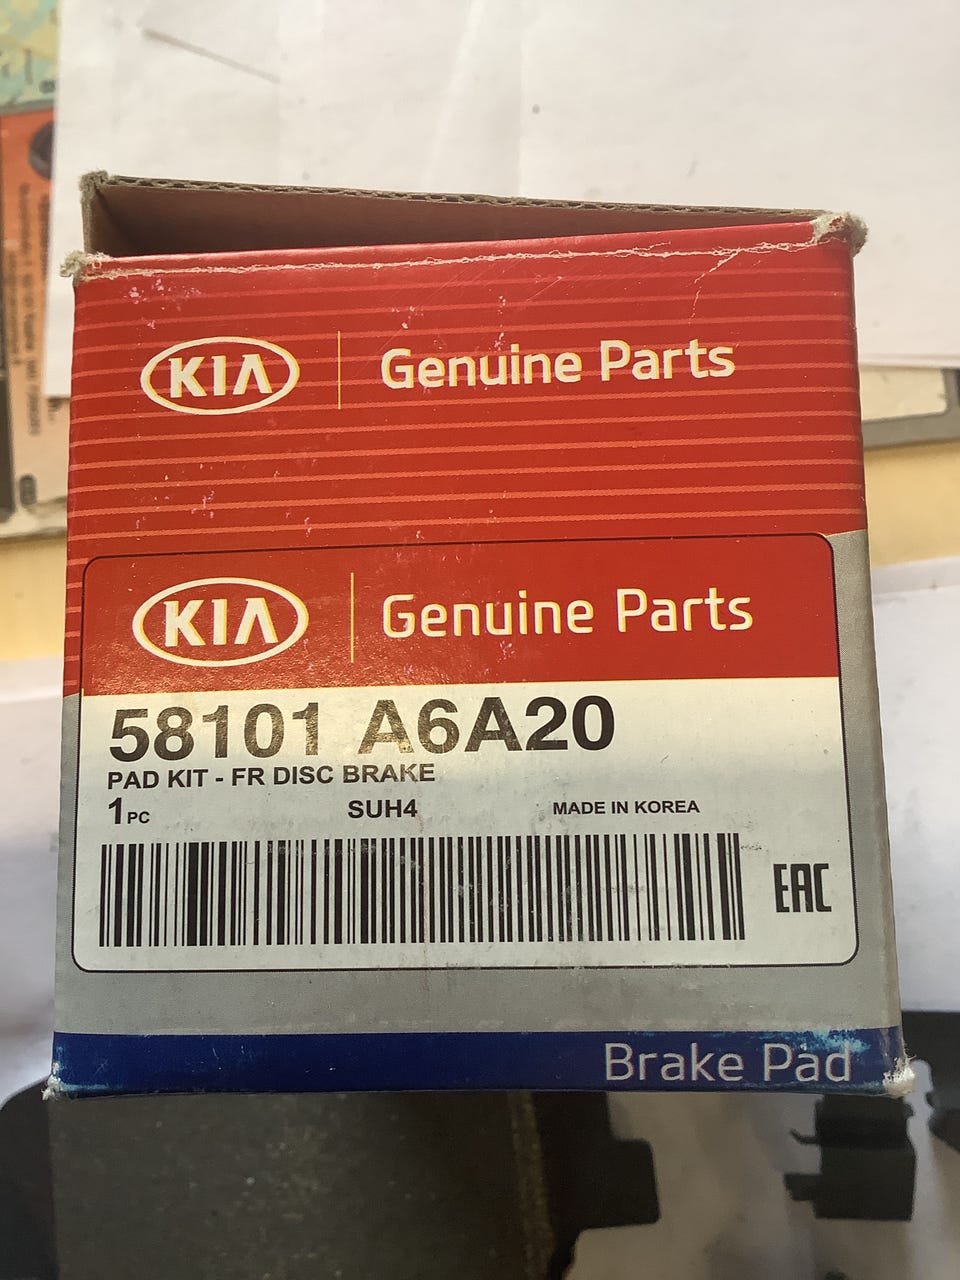 KIA Genuine Parts
KIA Genuine Parts
58101 A6A20
PAD KIT - FR DISC BRAKE
1PC SUH4 MADE IN KOREA
EAC
Brake Pad